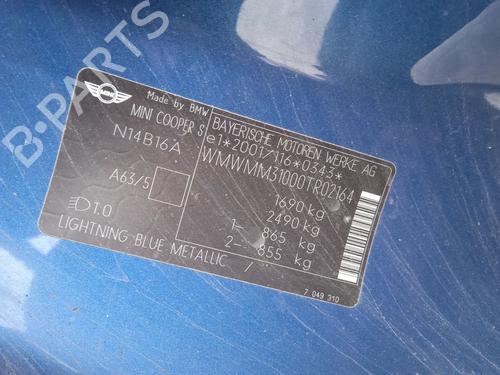 B-PARTS
MINI
Made by BMW
MINI COOPER S
N14B16A
A63/5
1.0
LIGHTNING BLUE METALLIC /
BAYERISCHE MOTOREN WERKE AG
e1*2001/116*0343*
WMWMM31000TR02164
1690 kg
2490 kg
1- 865 kg
2- 855 kg
7 049 310